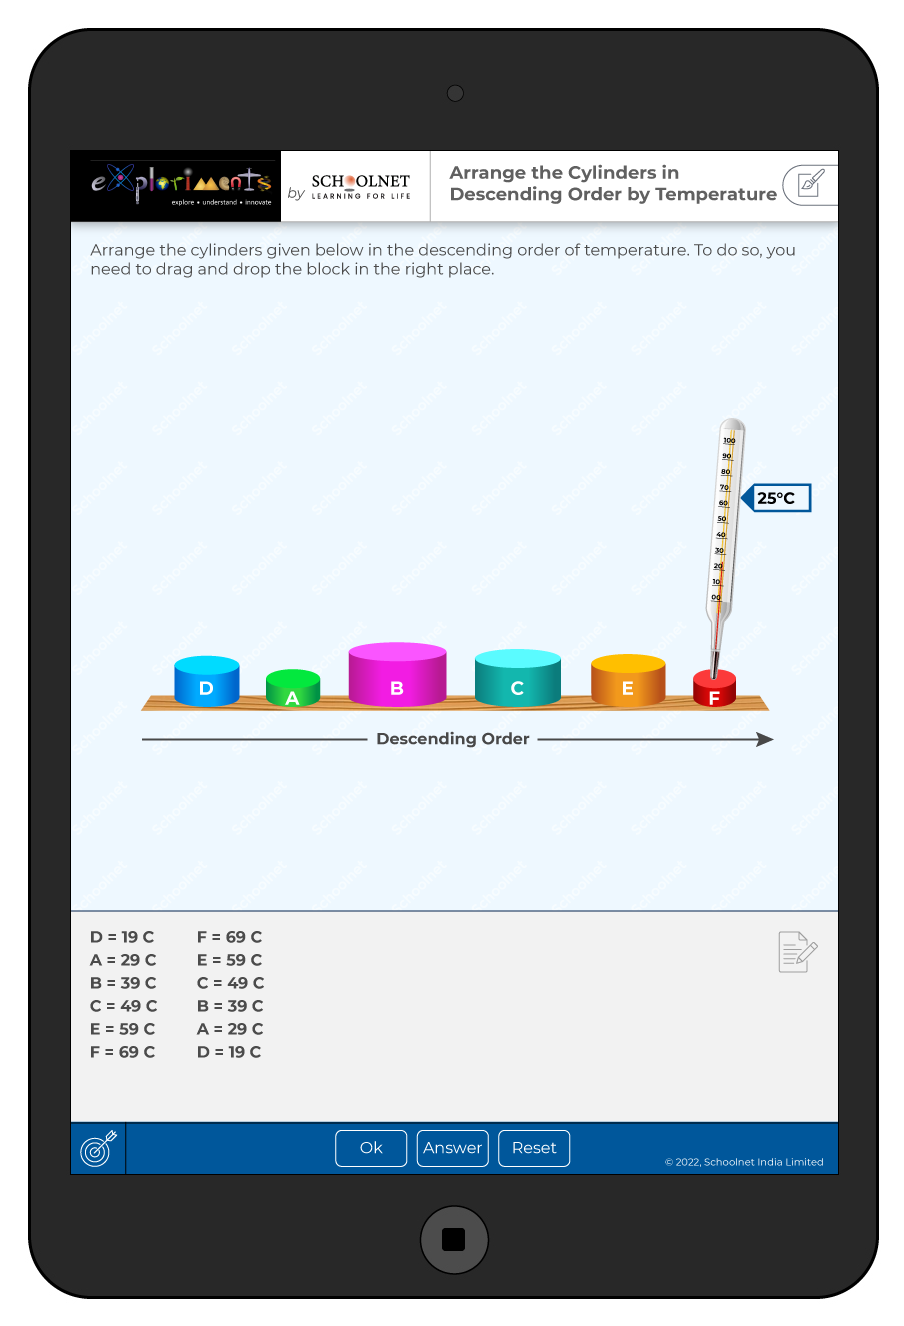 exploriments
explore • understand • innovate
by
SCHOOLNET
LEARNING FOR LIFE
Arrange the Cylinders in
Descending Order by Temperature
Arrange the cylinders given below in the descending order of temperature. To do so, you
need to drag and drop the block in the right place.
100
90
80
70
60
50
40
30
20
10
00
25°C
D A B C E F
Descending Order
D = 19 C F = 69 C
A = 29 C E = 59 C
B = 39 C C = 49 C
C = 49 C B = 39 C
E = 59 C A = 29 C
F = 69 C D = 19 C
Ok Answer Reset
© 2022, Schoolnet India Limited
Schoolnet